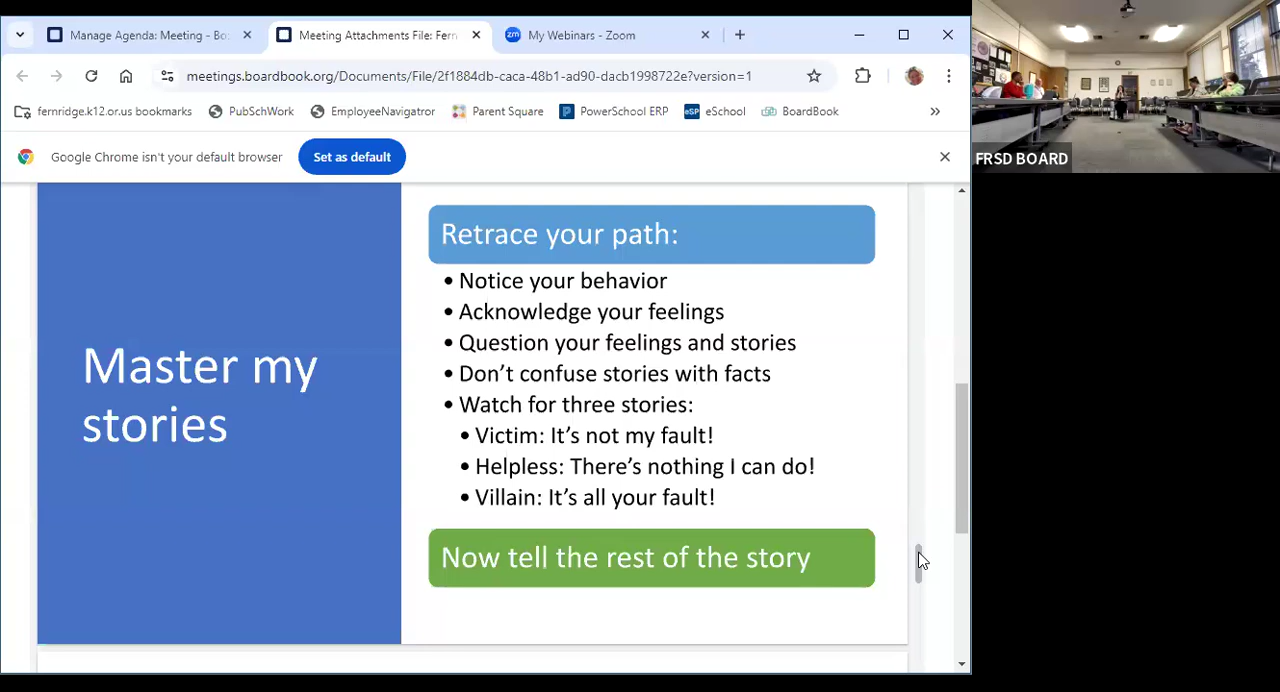 Manage Agenda: Meeting - Bo
Meeting Attachments File: Fern
My Webinars - Zoom
meetings.boardbook.org/Documents/File/2f1884db-caca-48b1-ad90-dacb1998722e?version=1
fernridge.k12.or.us bookmarks
PubSchWork
EmployeeNavigator
Parent Square
PowerSchool ERP
eSchool
BoardBook
Google Chrome isn't your default browser
Set as default
FRSD BOARD
Master my
stories
Retrace your path:
• Notice your behavior
• Acknowledge your feelings
• Question your feelings and stories
• Don't confuse stories with facts
• Watch for three stories:
• Victim: It's not my fault!
• Helpless: There's nothing I can do!
• Villain: It's all your fault!
Now tell the rest of the story